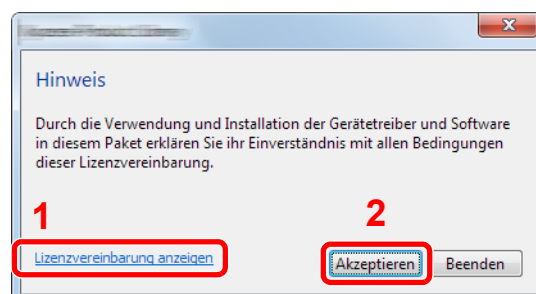 Hinweis
Durch die Verwendung und Installation der Gerätetreiber und Software
in diesem Paket erklären Sie ihr Einverständnis mit allen Bedingungen
dieser Lizenzvereinbarung.
1
2
Lizenzvereinbarung anzeigen
Akzeptieren
Beenden